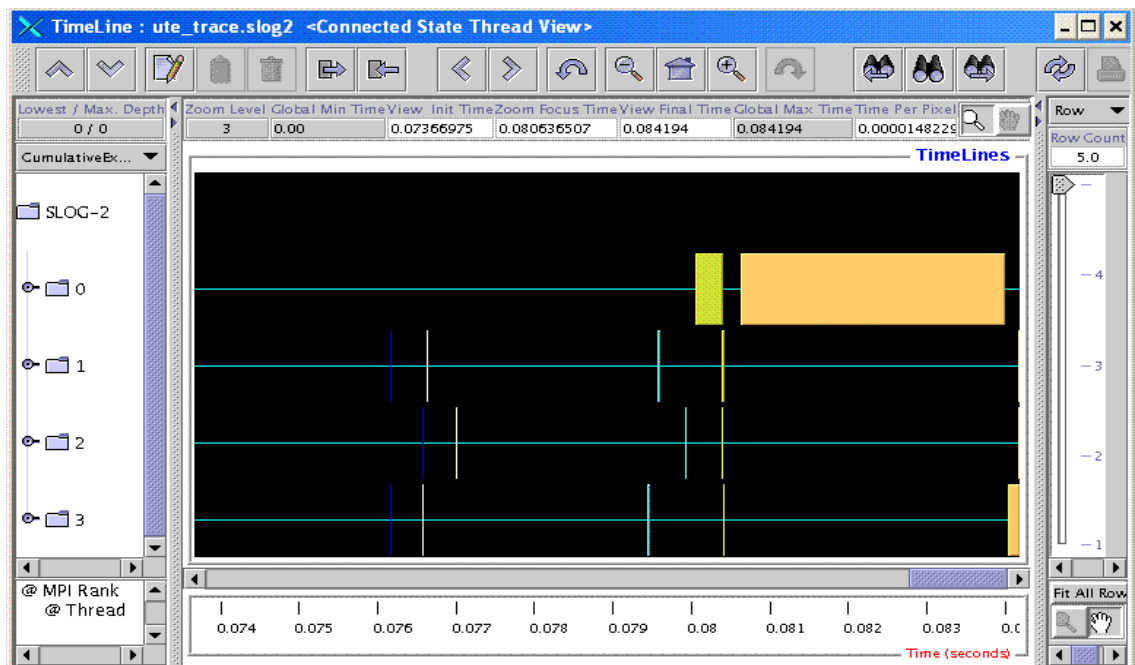 TimeLine : ute_trace.slog2 <Connected State Thread View>
Lowest / Max. Depth Zoom Level Global Min Time View Init Time Zoom Focus Time View Final Time Global Max Time Time Per Pixel Row
0 / 0 3 0.00 0.07366975 0.080636507 0.084194 0.084194 0.0000148229
Row Count
CumulativeEx... 5.0
TimeLines
SLOG-2
0
1
2
3
4
3
2
1
@ MPI Rank
@ Thread
Fit All Row
0.074 0.075 0.076 0.077 0.078 0.079 0.08 0.081 0.082 0.083
Time (seconds)